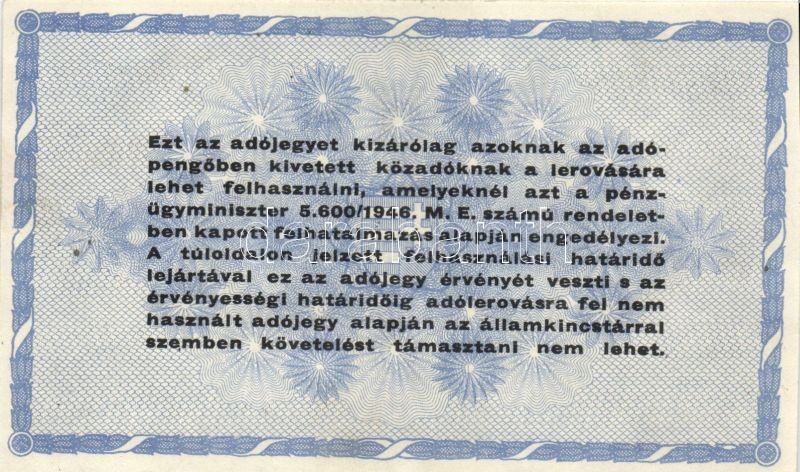 Ezt az adójegyet kizárólag azoknak az adó-
pengőben kivetett közadóknak a lerovására
lehet felhasználni, amelyeknél azt a pénz-
ügyminiszter 5.600/1946. M. E. számú rendelet-
ben kapott felhatalmazás alapján engedélyezi.
A túloldalon jelzett felhasználási határidő
lejártával ez az adójegy érvényét veszti s az
érvényességi határidőig adólerovásra fel nem
használt adójegy alapján az államkincstárral
szemben követelést támasztani nem lehet.